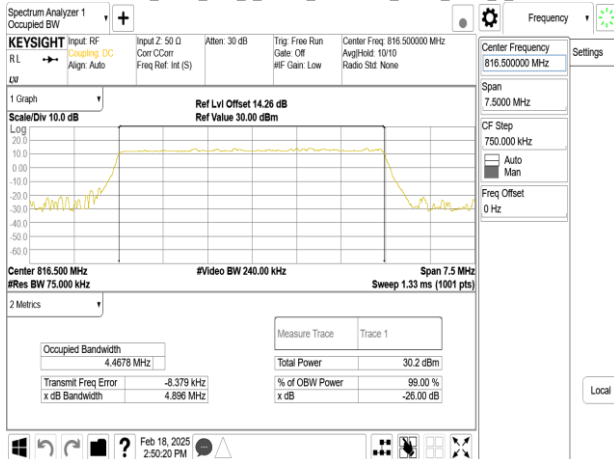 Spectrum Analyzer 1
Occupied BW
+
Frequency
KEYSIGHT
Input: RF
Coupling: DC
Align: Auto
Input Z: 50 Ω
Corr CCorr
Freq Ref: Int (S)
Atten: 30 dB
Trig: Free Run
Gate: Off
#IF Gain: Low
Center Freq: 816.500000 MHz
Avg|Hold: 10/10
Radio Std: None
RL
LXI
Center Frequency
816.500000 MHz
Settings
Span
7.5000 MHz
CF Step
750.000 kHz
Auto
Man
Freq Offset
0 Hz
Local
1 Graph
Scale/Div 10.0 dB
Ref Lvl Offset 14.26 dB
Ref Value 30.00 dBm
Log
20.0
10.0
0.00
-10.0
-20.0
-30.0
-40.0
-50.0
-60.0
Center 816.500 MHz
#Video BW 240.00 kHz
Span 7.5 MHz
#Res BW 75.000 kHz
Sweep 1.33 ms (1001 pts)
2 Metrics
Measure Trace
Trace 1
Occupied Bandwidth
4.4678 MHz
Total Power
30.2 dBm
Transmit Freq Error
-8.379 kHz
% of OBW Power
99.00 %
x dB Bandwidth
4.896 MHz
x dB
-26.00 dB
?
Feb 18, 2025
2:50:20 PM